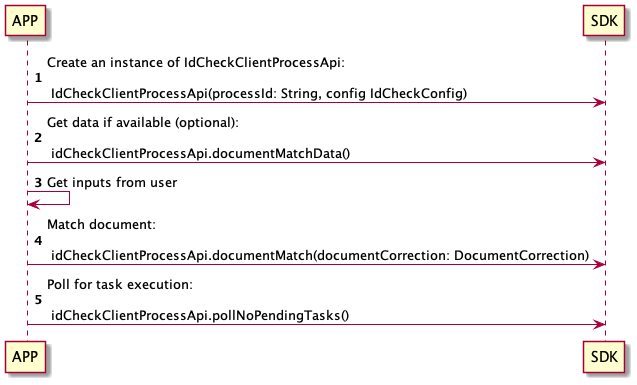 APP
SDK
Create an instance of IdCheckClientProcessApi:
1
IdCheckClientProcessApi(processId: String, config IdCheckConfig)
Get data if available (optional):
2
idCheckClientProcessApi.documentMatchData()
3 Get inputs from user
Match document:
4
idCheckClientProcessApi.documentMatch(documentCorrection: DocumentCorrection)
Poll for task execution:
5
idCheckClientProcessApi.pollNoPendingTasks()
APP
SDK